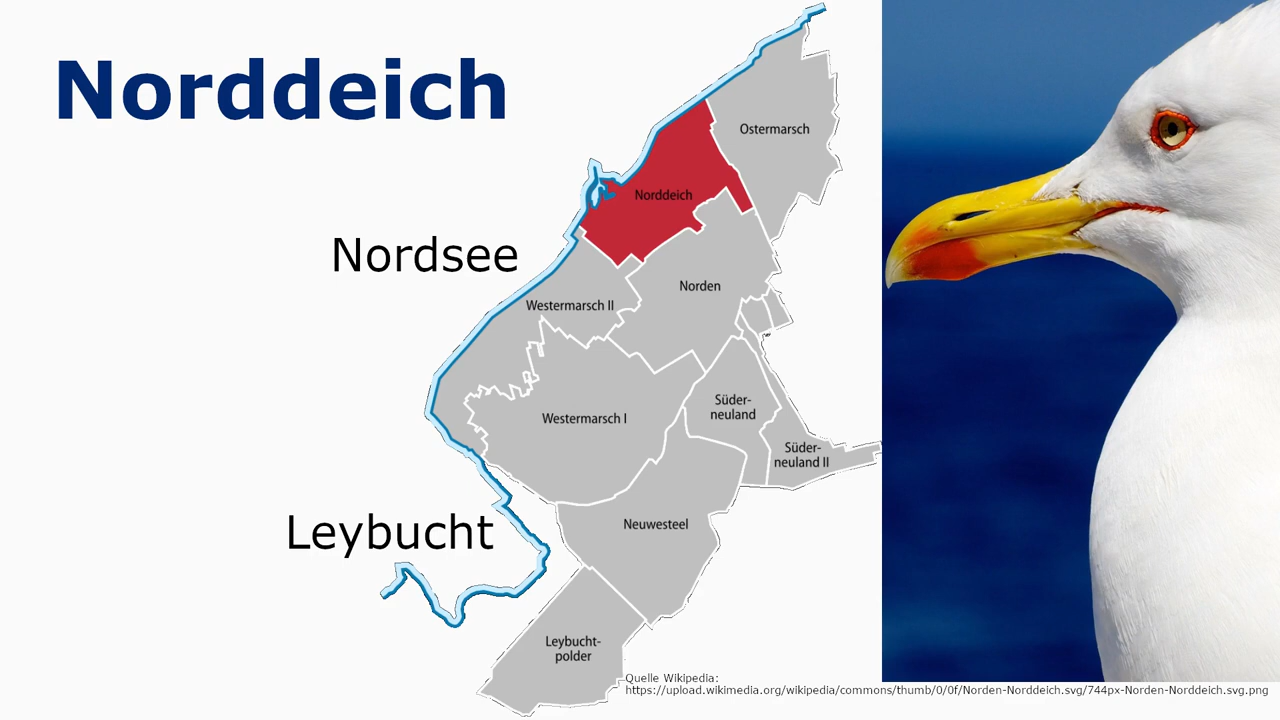 Norddeich
Ostermarsch
Norddeich
Nordsee
Norden
Westermarsch II
Westermarsch I
Süder-
neuland
Süder-
neuland II
Leybucht
Neuwesteel
Leybucht-
polder
Quelle Wikipedia:
https://upload.wikimedia.org/wikipedia/commons/thumb/0/0f/Norden-Norddeich.svg/744px-Norden-Norddeich.svg.png